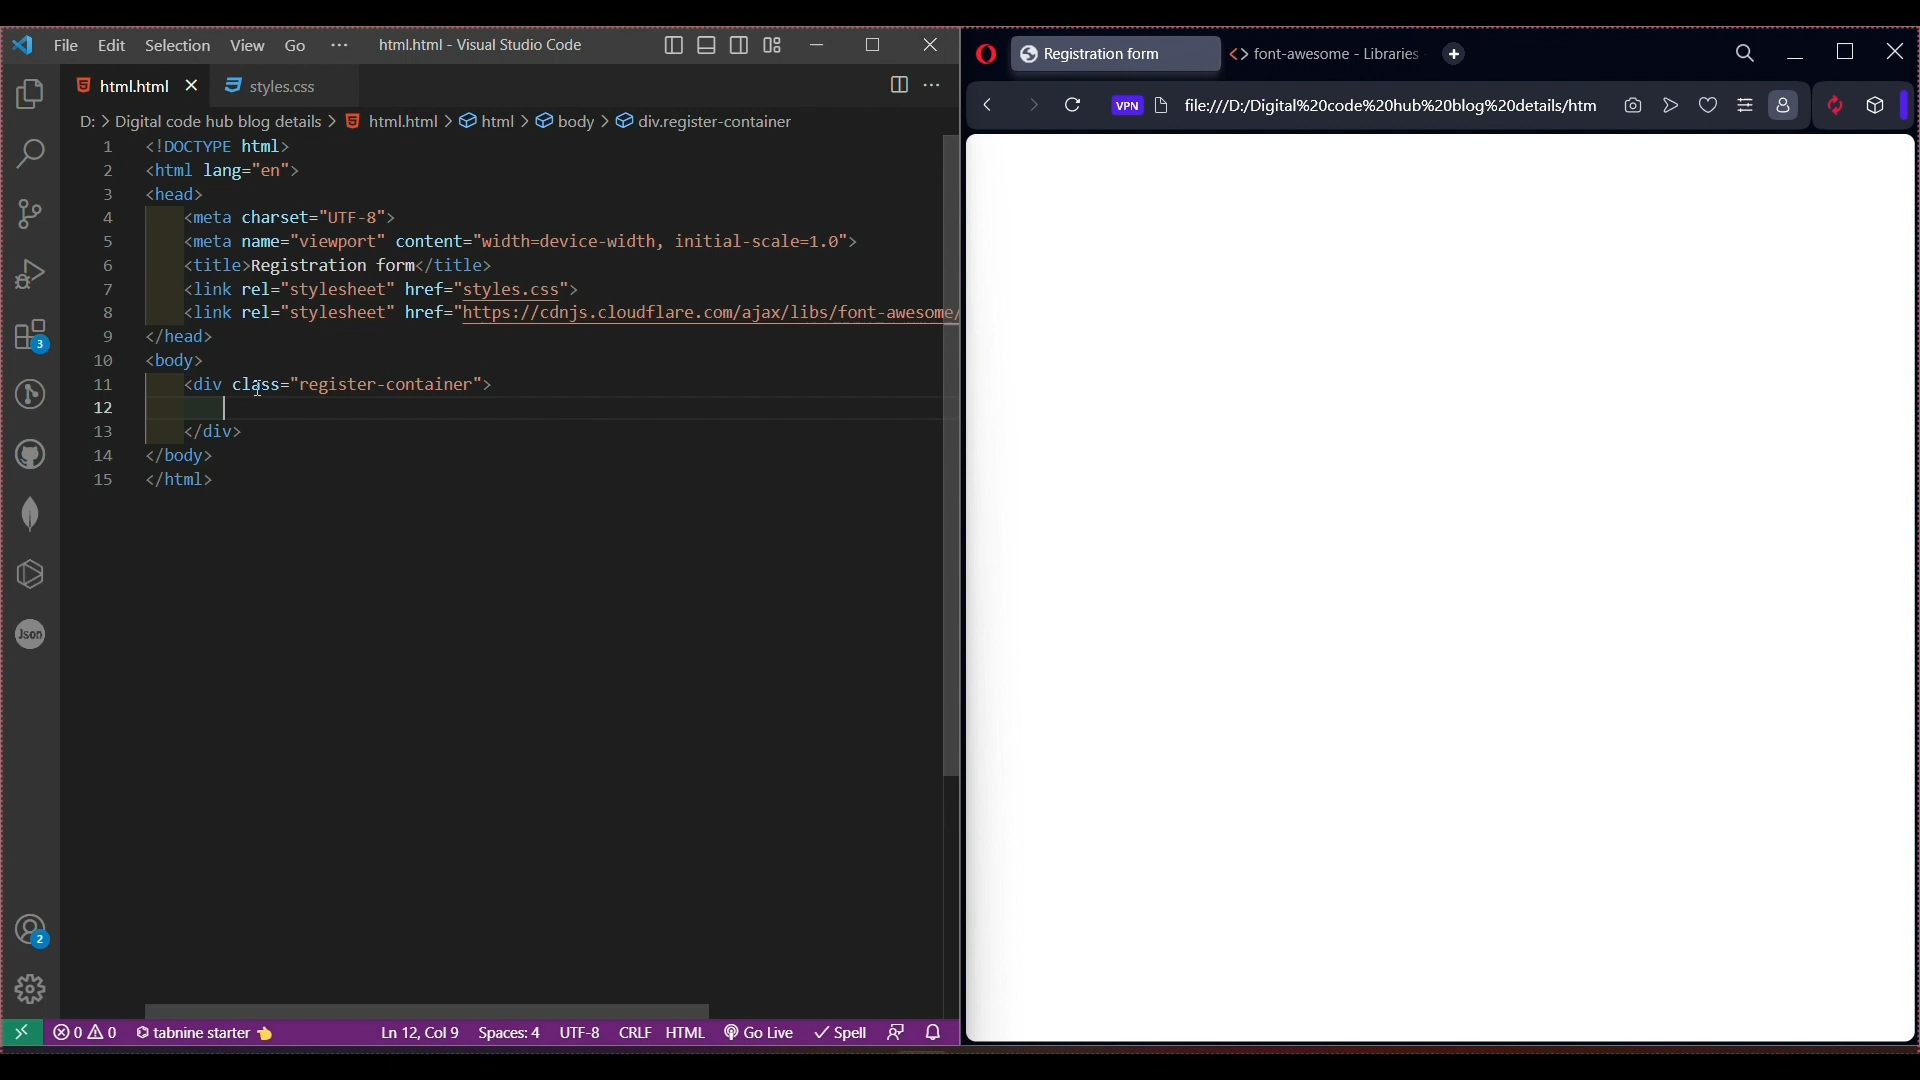 File Edit Selection View Go ··· html.html - Visual Studio Code
html.html styles.css
D: > Digital code hub blog details > html.html > html > body > div.register-container
1 <!DOCTYPE html>
2 <html lang="en">
3 <head>
4 <meta charset="UTF-8">
5 <meta name="viewport" content="width=device-width, initial-scale=1.0">
6 <title>Registration form</title>
7 <link rel="stylesheet" href="styles.css">
8 <link rel="stylesheet" href="https://cdnjs.cloudflare.com/ajax/libs/font-awesome/
9 </head>
10 <body>
11 <div class="register-container">
12
13 </div>
14 </body>
15 </html>
3
Json
2
0 0 tabnine starter Ln 12, Col 9 Spaces: 4 UTF-8 CRLF HTML Go Live Spell
Registration form <> font-awesome - Libraries
VPN file:///D:/Digital%20code%20hub%20blog%20details/htm